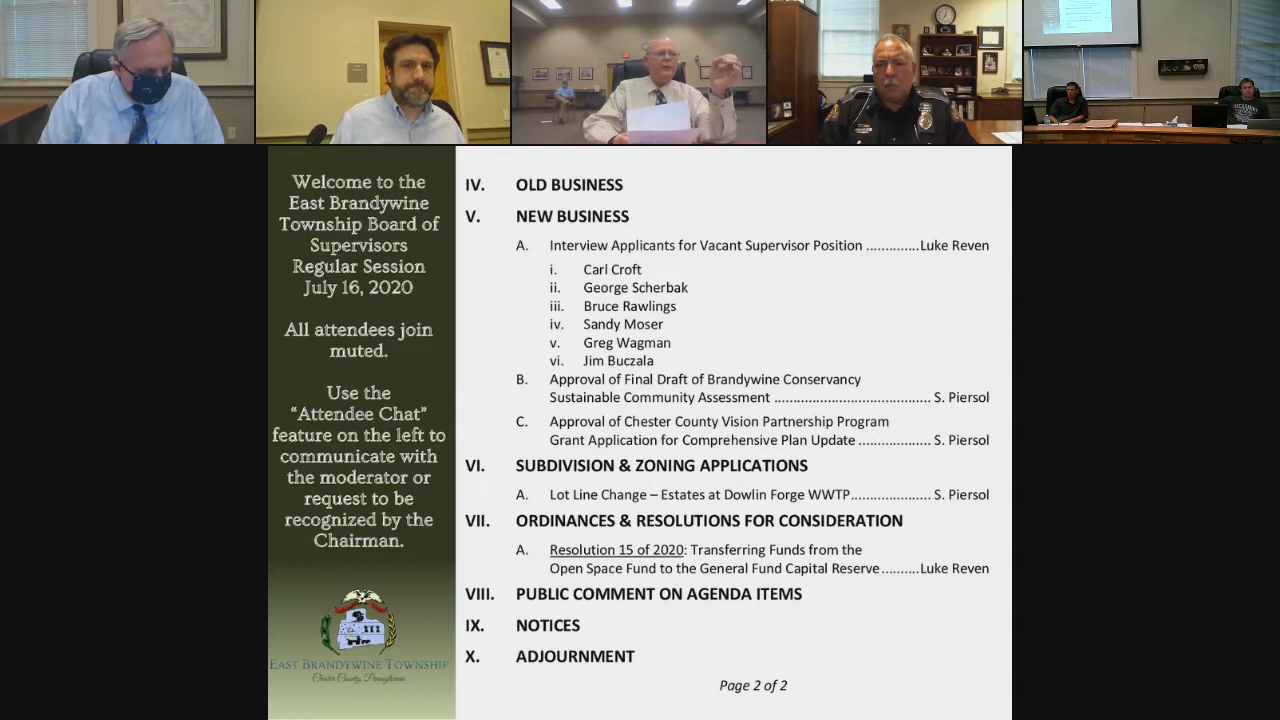 Welcome to the
East Brandywine
Township Board of
Supervisors
Regular Session
July 16, 2020
All attendees join
muted.
Use the
“Attendee Chat”
feature on the left to
communicate with
the moderator or
request to be
recognized by the
Chairman.
EAST BRANDYWINE TOWNSHIP
Chester County, Pennsylvania
IV. OLD BUSINESS
V. NEW BUSINESS
A. Interview Applicants for Vacant Supervisor Position .............Luke Reven
i. Carl Croft
ii. George Scherbak
iii. Bruce Rawlings
iv. Sandy Moser
v. Greg Wagman
vi. Jim Buczala
B. Approval of Final Draft of Brandywine Conservancy
Sustainable Community Assessment ...................................... S. Piersol
C. Approval of Chester County Vision Partnership Program
Grant Application for Comprehensive Plan Update ................... S. Piersol
VI. SUBDIVISION & ZONING APPLICATIONS
A. Lot Line Change – Estates at Dowlin Forge WWTP..................... S. Piersol
VII. ORDINANCES & RESOLUTIONS FOR CONSIDERATION
A. Resolution 15 of 2020: Transferring Funds from the
Open Space Fund to the General Fund Capital Reserve..........Luke Reven
VIII. PUBLIC COMMENT ON AGENDA ITEMS
IX. NOTICES
X. ADJOURNMENT
Page 2 of 2